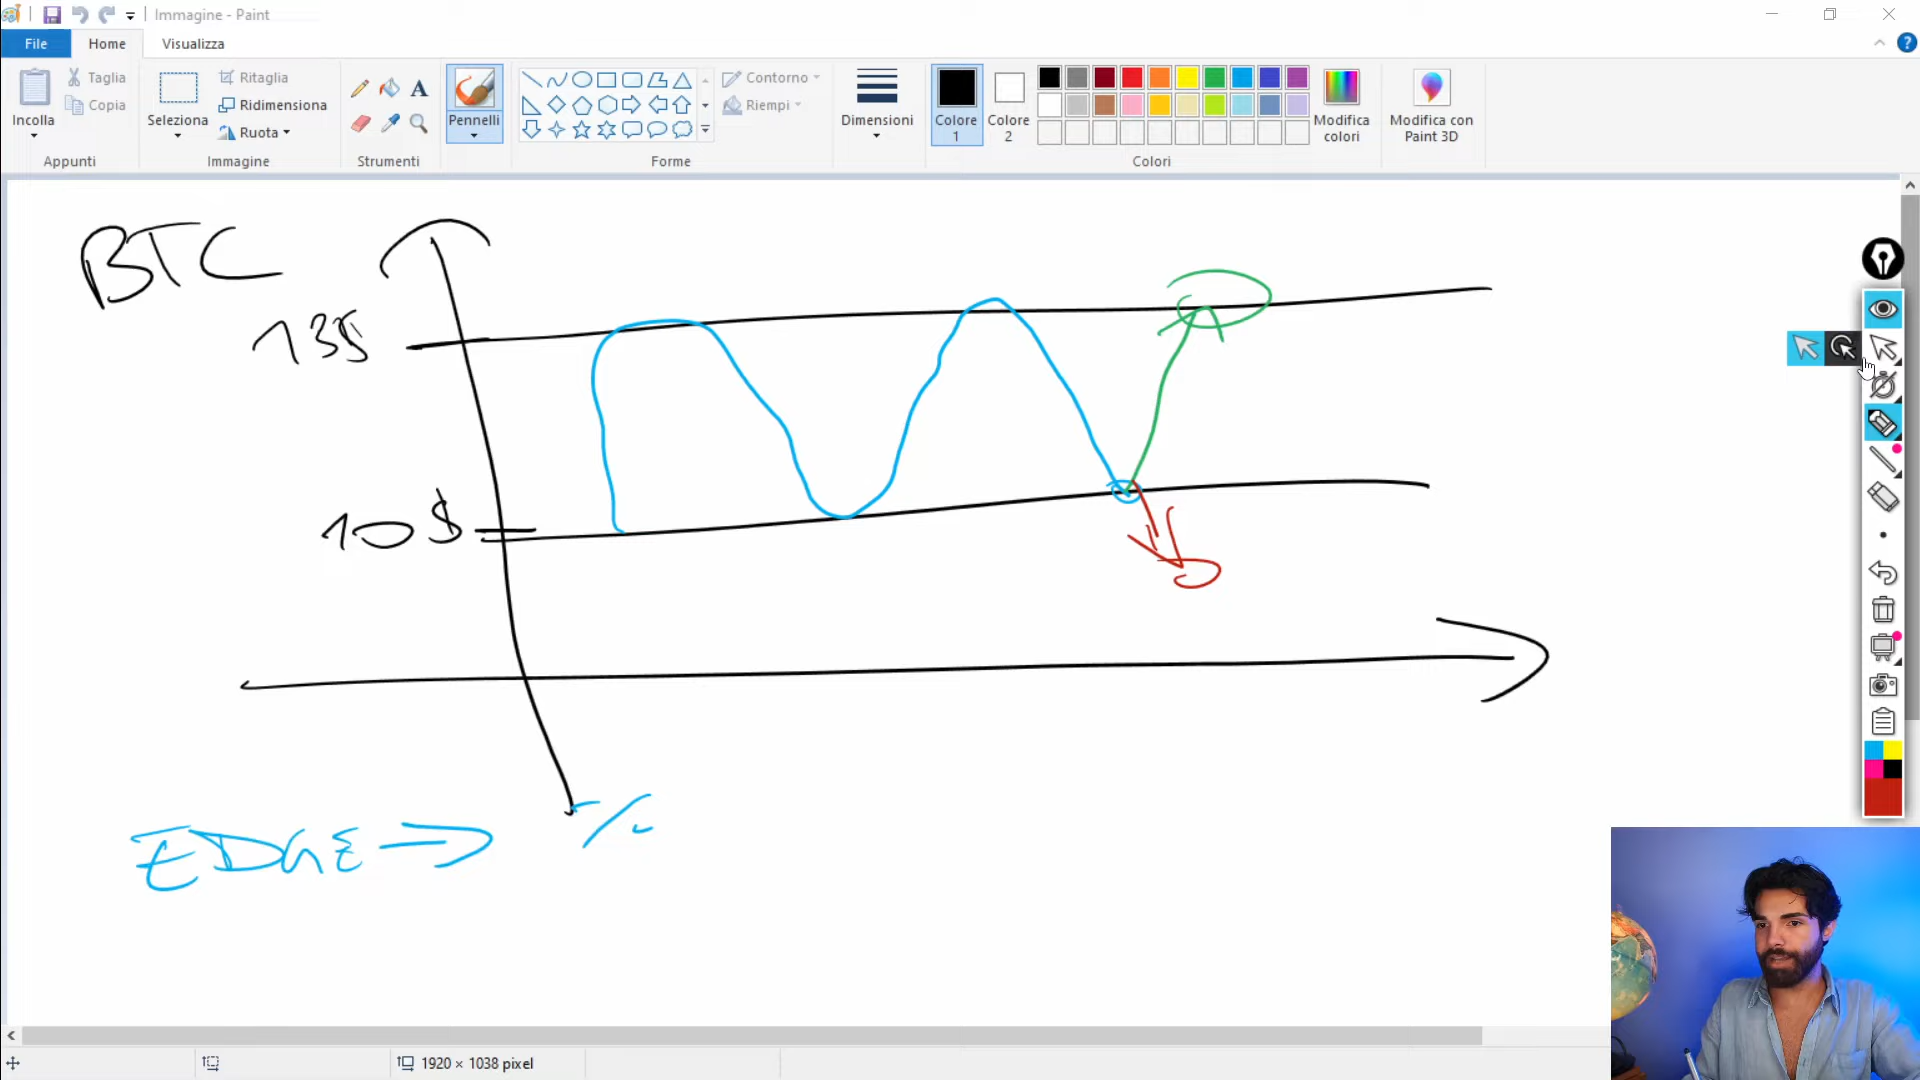 Immagine - Paint
File Home Visualizza
Incolla
Taglia
Copia
Appunti
Seleziona
Ritaglia
Ridimensiona
Ruota
Immagine
Strumenti
Pennelli
Contorno
Riempi
Forme
Dimensioni
Colore 1
Colore 2
Modifica colori
Colori
Modifica con Paint 3D
BTC
13$
10$
EDGE
%
1920 × 1038 pixel